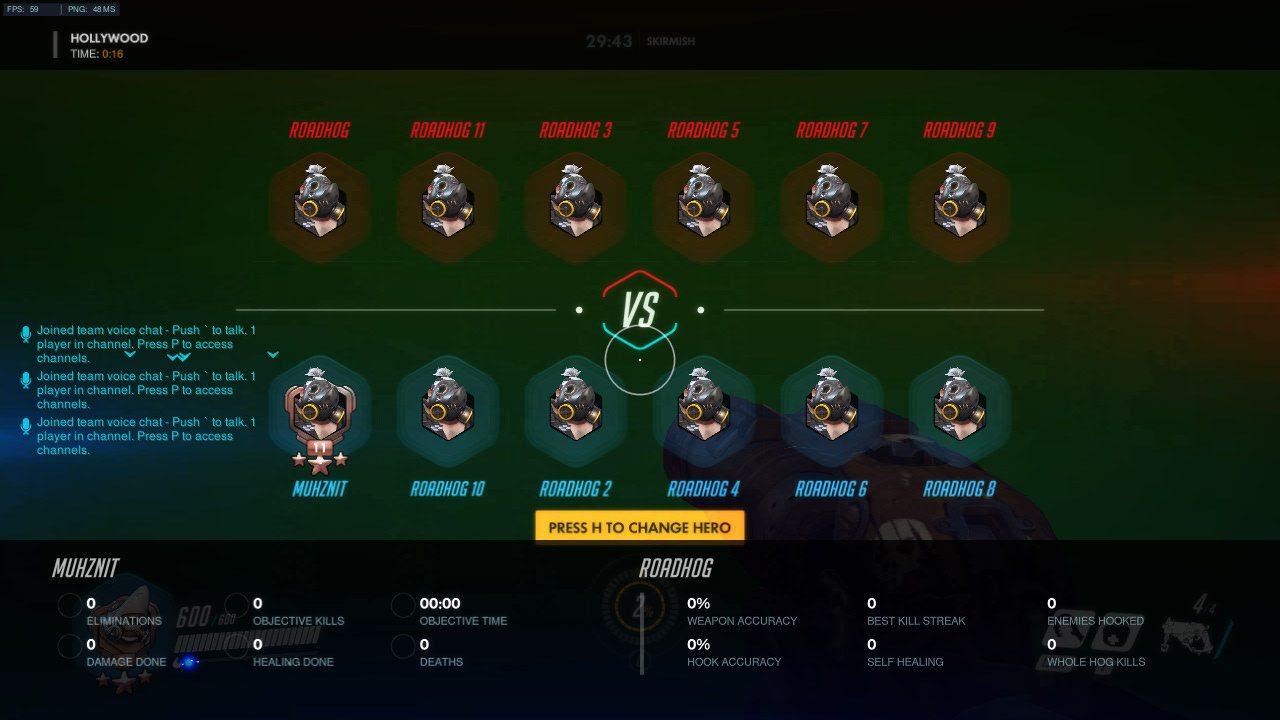 FPS: 59 PNG: 48 MS
HOLLYWOOD
TIME: 0:16
29:43 SKIRMISH
ROADHOG ROADHOG 11 ROADHOG 3 ROADHOG 5 ROADHOG 7 ROADHOG 9
VS
Joined team voice chat - Push ` to talk. 1
player in channel. Press P to access
channels.
Joined team voice chat - Push ` to talk. 1
player in channel. Press P to access
channels.
Joined team voice chat - Push ` to talk. 1
player in channel. Press P to access
channels.
11
MUHZNIT ROADHOG 10 ROADHOG 2 ROADHOG 4 ROADHOG 6 ROADHOG 8
PRESS H TO CHANGE HERO
MUHZNIT ROADHOG
0 0 00:00 0% 0 0
ELIMINATIONS OBJECTIVE KILLS OBJECTIVE TIME WEAPON ACCURACY BEST KILL STREAK ENEMIES HOOKED
600/600
4/4
0 0 0 0% 0 0
DAMAGE DONE HEALING DONE DEATHS HOOK ACCURACY SELF HEALING WHOLE HOG KILLS